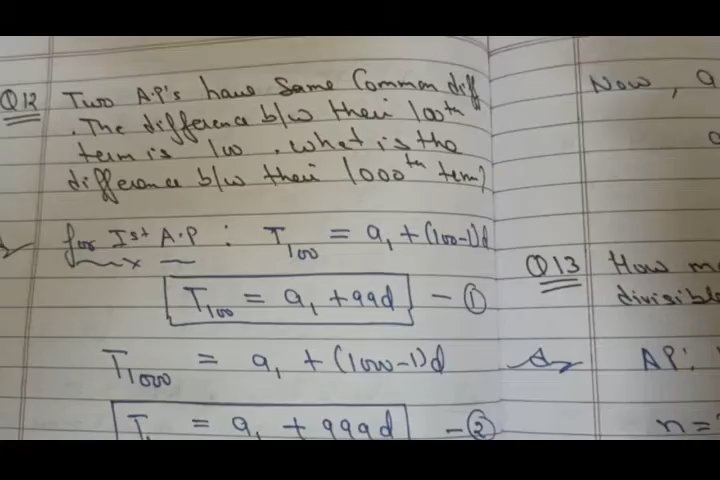 Q12 Two A.P's have Same Common diff
. The difference b/w their 100th
term is 100 . what is the
difference b/w their 1000th term?
for Ist A.P : T100 = a1 + (100-1)d
T100 = a1 + 99d - ①
T1000 = a1 + (1000-1)d
T = a1 + 999d - ②
Now, a
Q13 How
divisible
AP:
n =